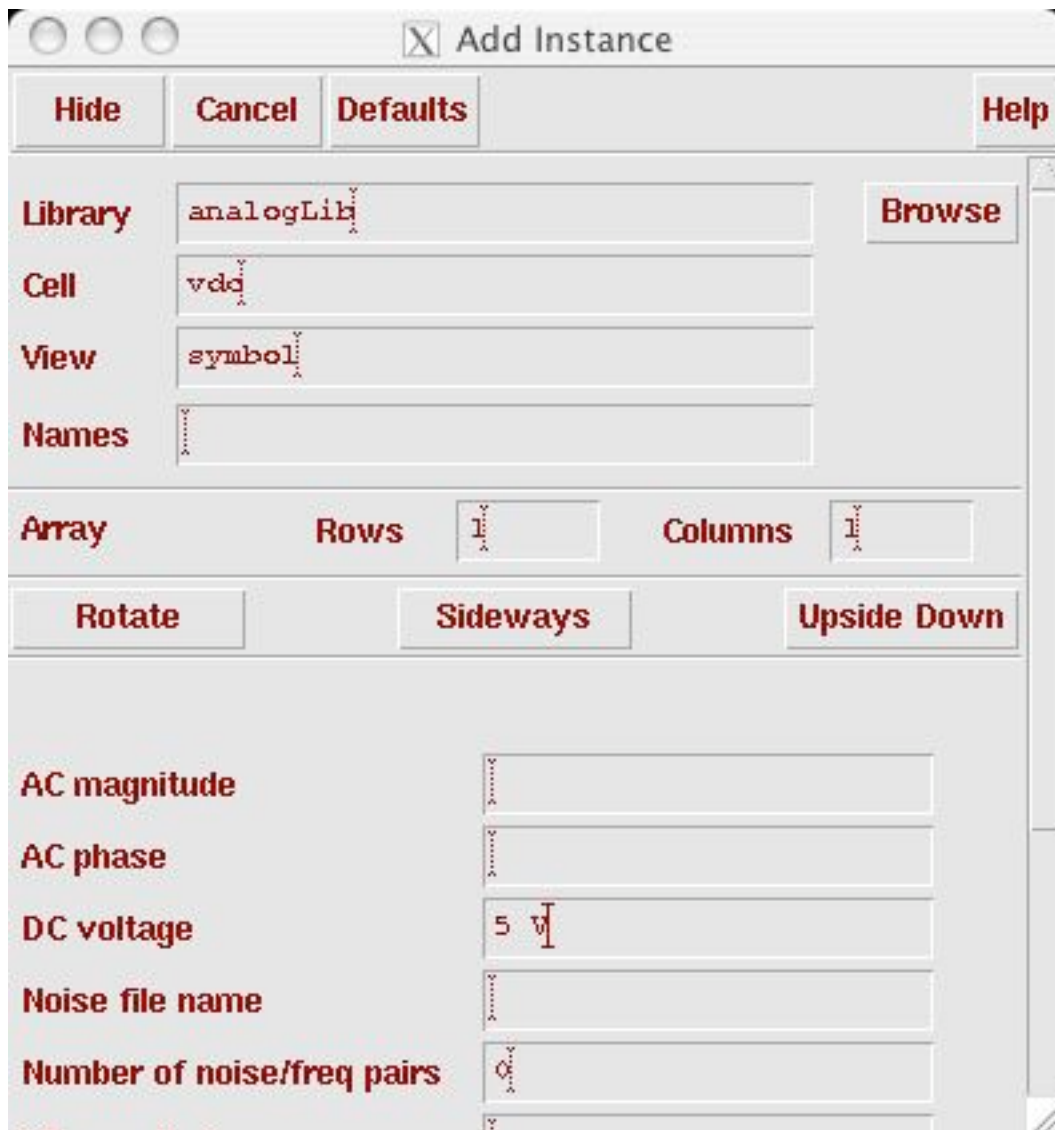 X Add Instance
Hide Cancel Defaults Help
Library analogLib Browse
Cell vdc
View symbol
Names
Array Rows 1 Columns 1
Rotate Sideways Upside Down
AC magnitude
AC phase
DC voltage 5 V
Noise file name
Number of noise/freq pairs 0